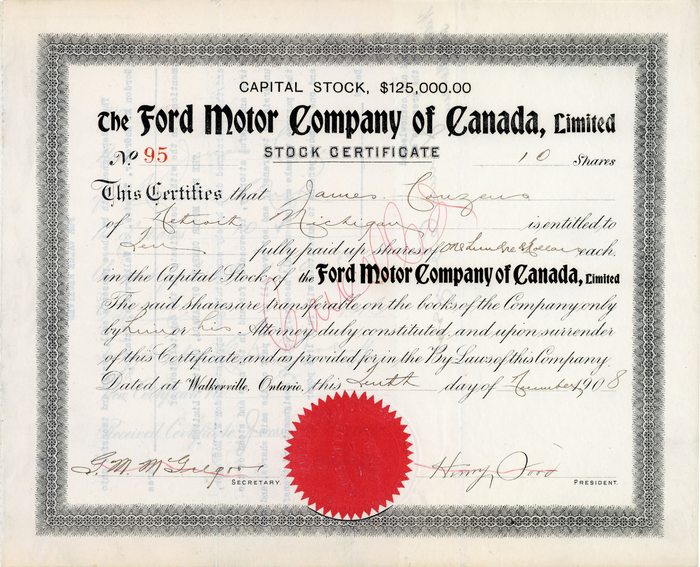 CAPITAL STOCK, $125,000.00
The Ford Motor Company of Canada, Limited
No 95 STOCK CERTIFICATE 10 Shares
This Certifies that James Couzens
of Detroit Michigan is entitled to
Ten fully paid up shares of One Hundred Dollars each.
in the Capital Stock of the Ford Motor Company of Canada, Limited
The said shares are transferable on the books of the Company only
by him or his Attorney duly constituted, and upon surrender
of this Certificate, and as provided for, in the By Laws of this Company.
Dated at Walkerville, Ontario, this day of November 1908
Cancelled
G. M. McGregor SECRETARY Henry Ford PRESIDENT.